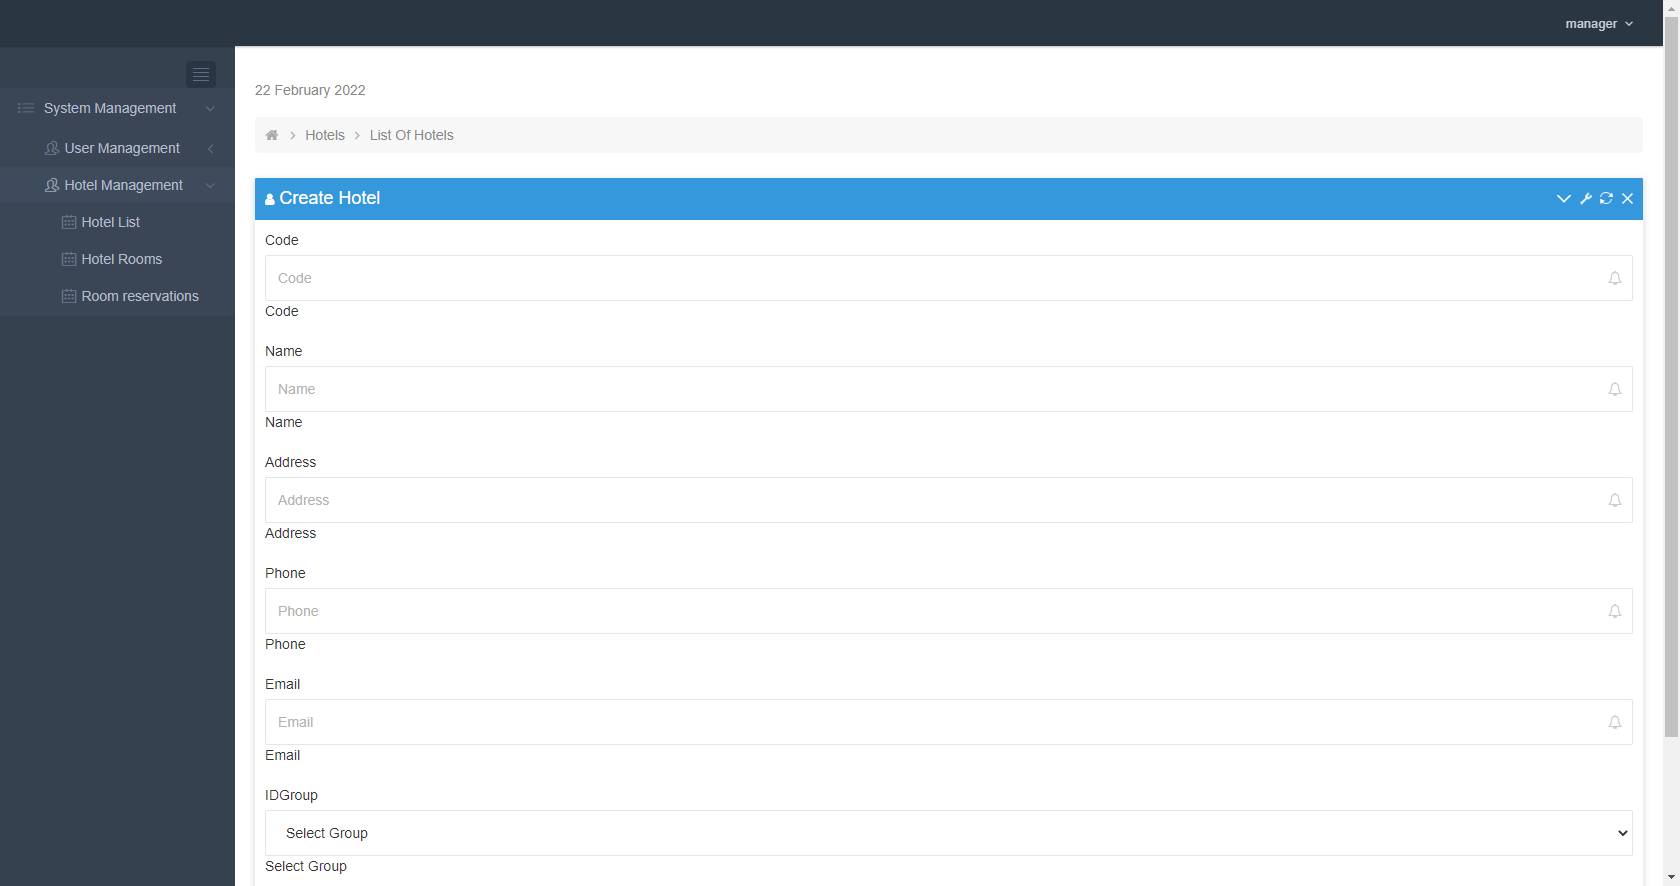 manager
System Management
User Management
Hotel Management
Hotel List
Hotel Rooms
Room reservations
22 February 2022
Hotels List Of Hotels
Create Hotel
Code
Code
Code
Name
Name
Name
Address
Address
Address
Phone
Phone
Phone
Email
Email
Email
IDGroup
Select Group
Select Group